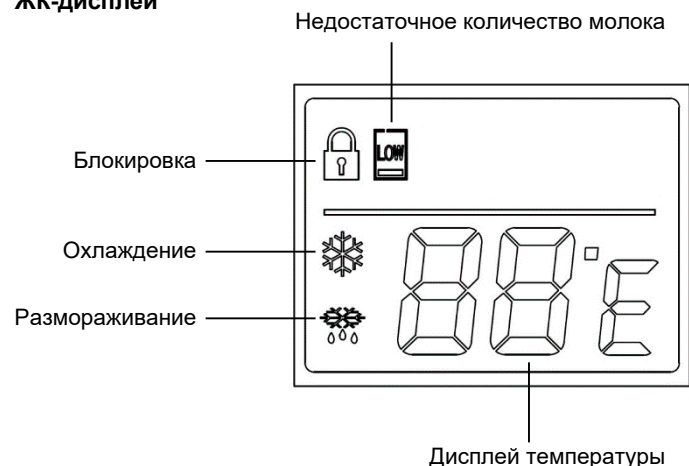 ЖК-дисплей
Недостаточное количество молока
LOW
Блокировка
Охлаждение
88°E
Размораживание
Дисплей температуры